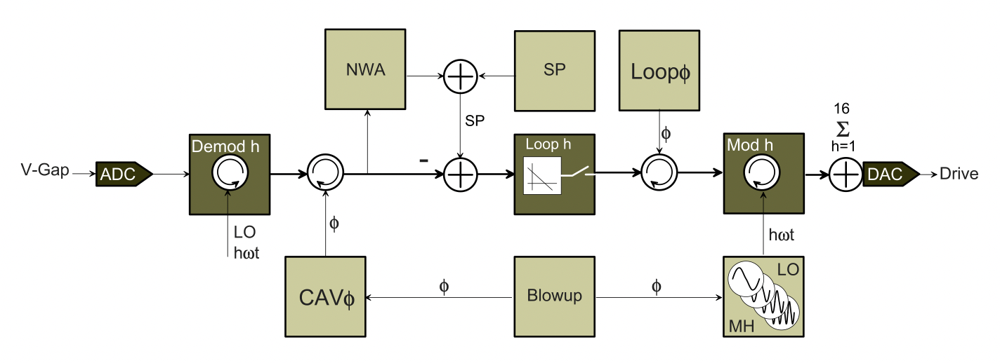 NWA
SP
Loopϕ
SP
ϕ
16
Σ
h=1
Demod h
Loop h
Mod h
V-Gap
ADC
-
DAC
Drive
LO
hωt
ϕ
hωt
CAVϕ
ϕ
Blowup
ϕ
LO
MH